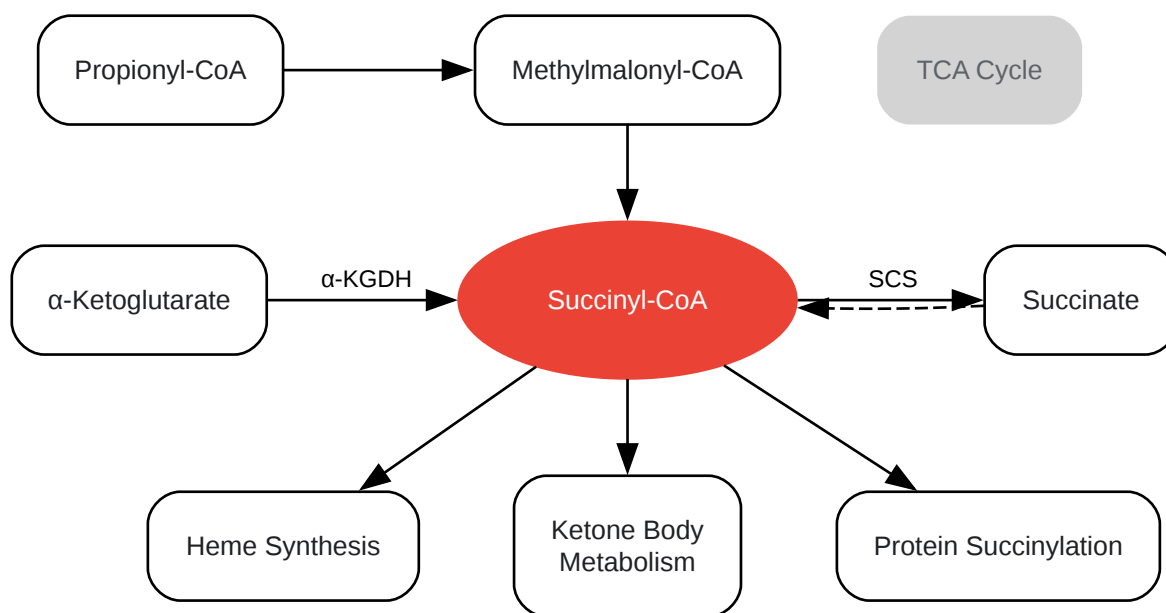 Propionyl-CoA
Methylmalonyl-CoA
TCA Cycle
α-Ketoglutarate
α-KGDH
Succinyl-CoA
SCS
Succinate
Heme Synthesis
Ketone Body
Metabolism
Protein Succinylation